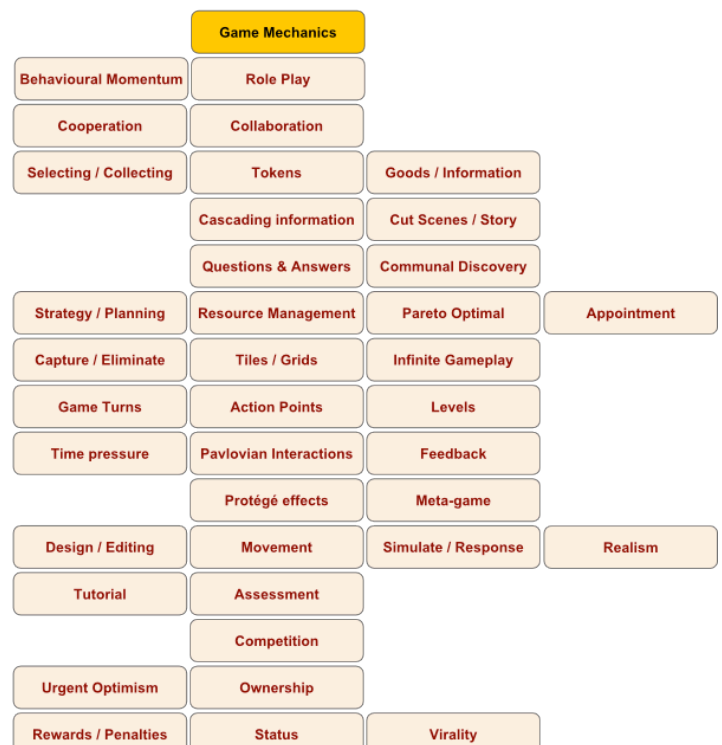 Game Mechanics
Behavioural Momentum Role Play
Cooperation Collaboration
Selecting / Collecting Tokens Goods / Information
Cascading information Cut Scenes / Story
Questions & Answers Communal Discovery
Strategy / Planning Resource Management Pareto Optimal Appointment
Capture / Eliminate Tiles / Grids Infinite Gameplay
Game Turns Action Points Levels
Time pressure Pavlovian Interactions Feedback
Protégé effects Meta-game
Design / Editing Movement Simulate / Response Realism
Tutorial Assessment
Competition
Urgent Optimism Ownership
Rewards / Penalties Status Virality